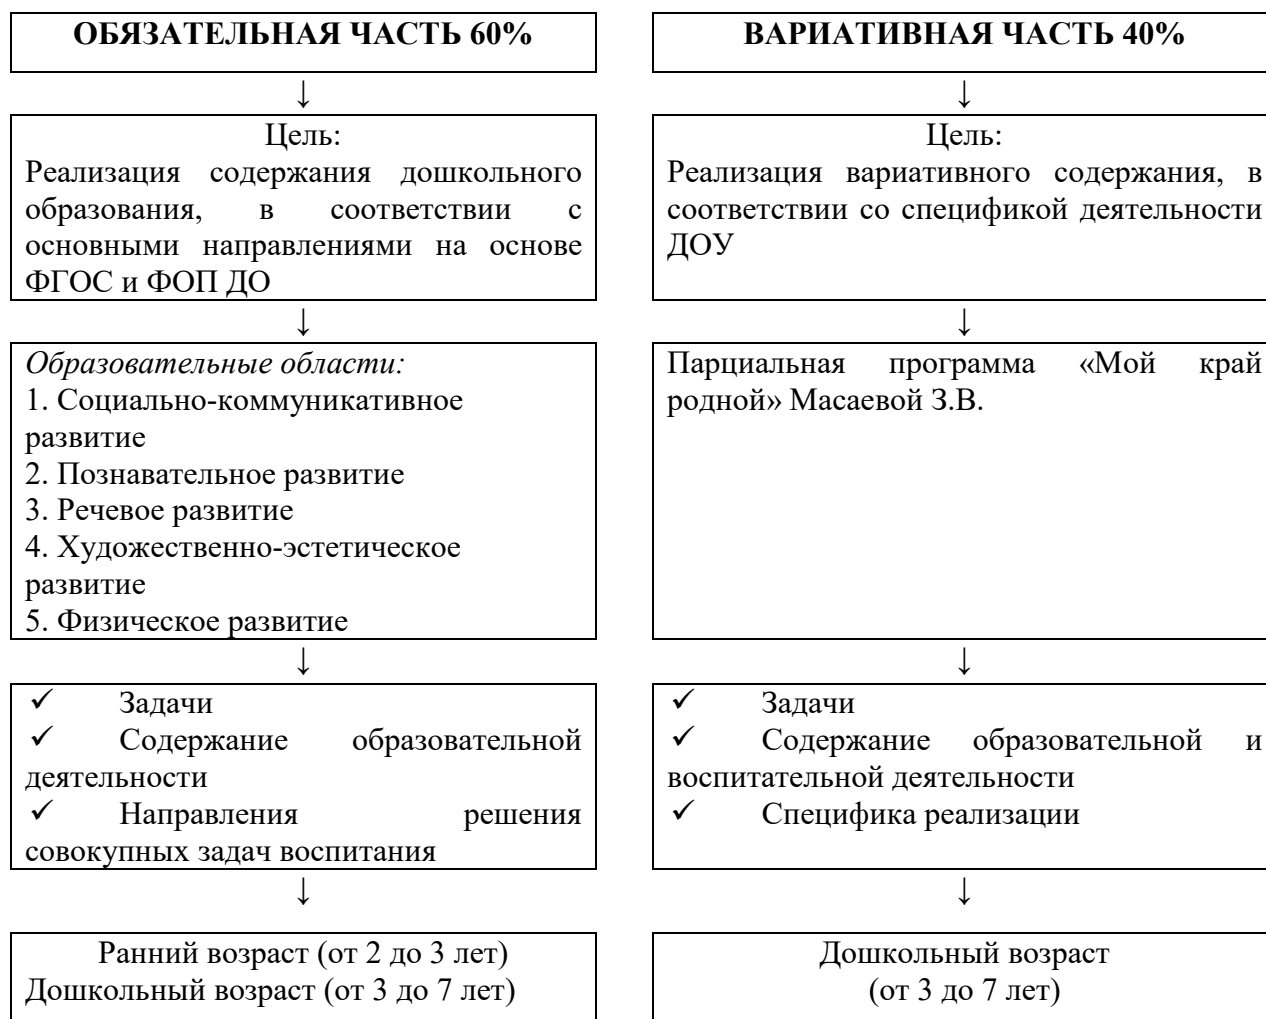 ОБЯЗАТЕЛЬНАЯ ЧАСТЬ 60%
↓
Цель:
Реализация содержания дошкольного
образования, в соответствии с
основными направлениями на основе
ФГОС и ФОП ДО
↓
Образовательные области:
1. Социально-коммуникативное
развитие
2. Познавательное развитие
3. Речевое развитие
4. Художественно-эстетическое
развитие
5. Физическое развитие
↓
✓ Задачи
✓ Содержание образовательной
деятельности
✓ Направления решения
совокупных задач воспитания
↓
Ранний возраст (от 2 до 3 лет)
Дошкольный возраст (от 3 до 7 лет)
ВАРИАТИВНАЯ ЧАСТЬ 40%
↓
Цель:
Реализация вариативного содержания, в
соответствии со спецификой деятельности
ДОУ
↓
Парциальная программа «Мой край
родной» Масаевой З.В.
↓
✓ Задачи
✓ Содержание образовательной и
воспитательной деятельности
✓ Специфика реализации
↓
Дошкольный возраст
(от 3 до 7 лет)